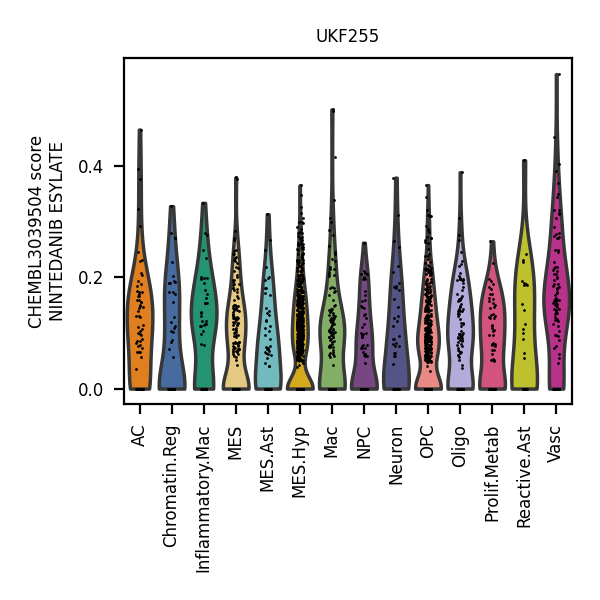 UKF255
CHEMBL3039504 score
NINTEDANIB ESYLATE
0.4
0.2
0.0
AC
Chromatin.Reg
Inflammatory.Mac
MES
MES.Ast
MES.Hyp
Mac
NPC
Neuron
OPC
Oligo
Prolif.Metab
Reactive.Ast
Vasc